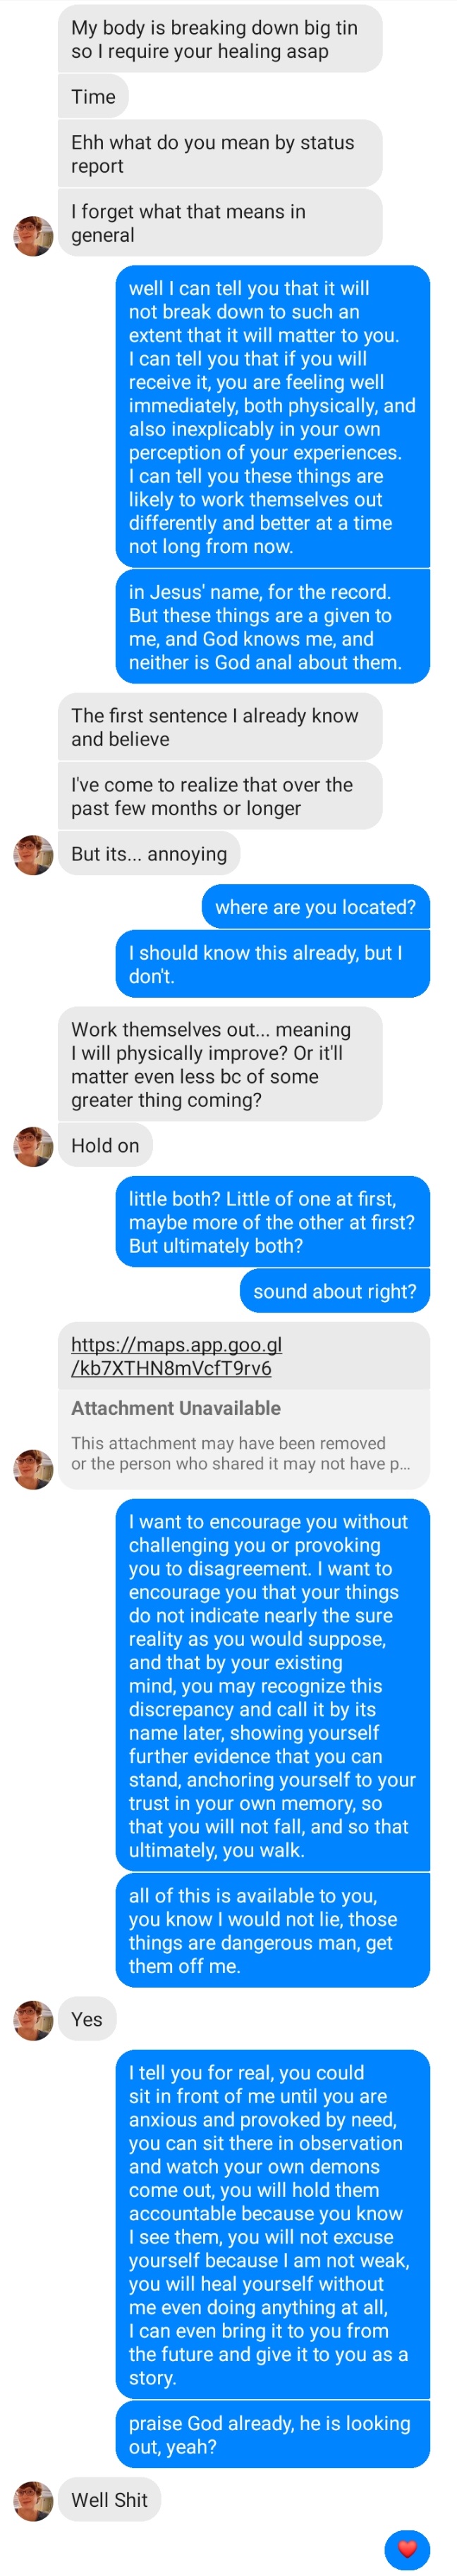 My body is breaking down big tin
so I require your healing asap
Time
Ehh what do you mean by status
report
I forget what that means in
general
well I can tell you that it will
not break down to such an
extent that it will matter to you.
I can tell you that if you will
receive it, you are feeling well
immediately, both physically, and
also inexplicably in your own
perception of your experiences.
I can tell you these things are
likely to work themselves out
differently and better at a time
not long from now.
in Jesus' name, for the record.
But these things are a given to
me, and God knows me, and
neither is God anal about them.
The first sentence I already know
and believe
I've come to realize that over the
past few months or longer
But its... annoying
where are you located?
I should know this already, but I
don't.
Work themselves out... meaning
I will physically improve? Or it'll
matter even less bc of some
greater thing coming?
Hold on
little both? Little of one at first,
maybe more of the other at first?
But ultimately both?
sound about right?
https://maps.app.goo.gl
/kb7XTHN8mVcfT9rv6
Attachment Unavailable
This attachment may have been removed
or the person who shared it may not have p...
I want to encourage you without
challenging you or provoking
you to disagreement. I want to
encourage you that your things
do not indicate nearly the sure
reality as you would suppose,
and that by your existing
mind, you may recognize this
discrepancy and call it by its
name later, showing yourself
further evidence that you can
stand, anchoring yourself to your
trust in your own memory, so
that you will not fall, and so that
ultimately, you walk.
all of this is available to you,
you know I would not lie, those
things are dangerous man, get
them off me.
Yes
I tell you for real, you could
sit in front of me until you are
anxious and provoked by need,
you can sit there in observation
and watch your own demons
come out, you will hold them
accountable because you know
I see them, you will not excuse
yourself because I am not weak,
you will heal yourself without
me even doing anything at all,
I can even bring it to you from
the future and give it to you as a
story.
praise God already, he is looking
out, yeah?
Well Shit
❤️